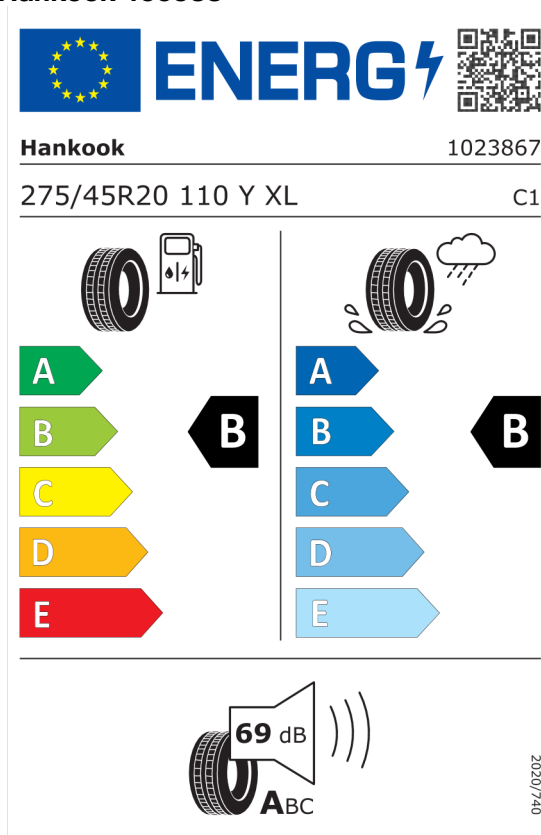 ENERG
Hankook 1023867
275/45R20 110 Y XL C1
A A
B B B B
C C
D D
E E
69 dB
ABC
2020/740